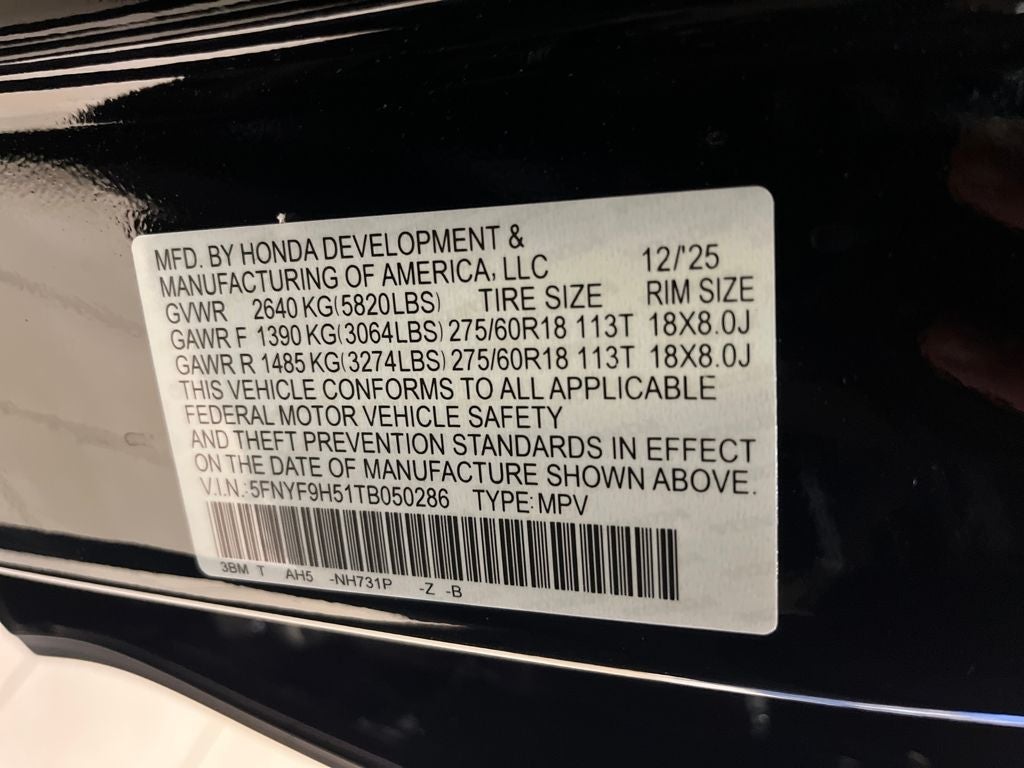 MFD. BY HONDA DEVELOPMENT &
MANUFACTURING OF AMERICA, LLC 12/'25
GVWR 2640 KG(5820LBS) TIRE SIZE RIM SIZE
GAWR F 1390 KG(3064LBS) 275/60R18 113T 18X8.0J
GAWR R 1485 KG(3274LBS) 275/60R18 113T 18X8.0J
THIS VEHICLE CONFORMS TO ALL APPLICABLE
FEDERAL MOTOR VEHICLE SAFETY
AND THEFT PREVENTION STANDARDS IN EFFECT
ON THE DATE OF MANUFACTURE SHOWN ABOVE.
V.I.N.: 5FNYF9H51TB050286 TYPE: MPV
3BM T AH5 -NH731P -Z -B